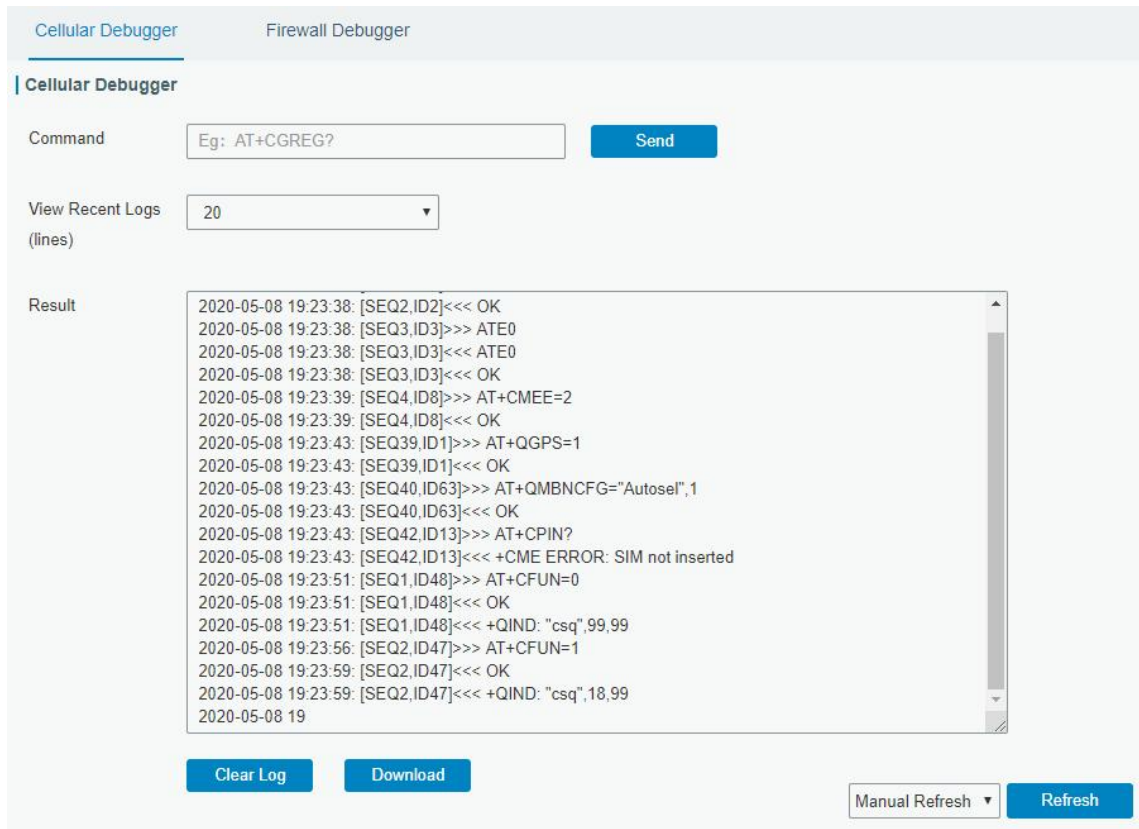 Cellular Debugger
Firewall Debugger
Cellular Debugger
Command
Eg: AT+CGREG?
Send
View Recent Logs
(lines)
20
Result
2020-05-08 19:23:38: [SEQ2,ID2]<<< OK
2020-05-08 19:23:38: [SEQ3,ID3]>>> ATE0
2020-05-08 19:23:38: [SEQ3,ID3]<<< ATE0
2020-05-08 19:23:38: [SEQ3,ID3]<<< OK
2020-05-08 19:23:39: [SEQ4,ID8]>>> AT+CMEE=2
2020-05-08 19:23:39: [SEQ4,ID8]<<< OK
2020-05-08 19:23:43: [SEQ39,ID1]>>> AT+QGPS=1
2020-05-08 19:23:43: [SEQ39,ID1]<<< OK
2020-05-08 19:23:43: [SEQ40,ID63]>>> AT+QMBNCFG="Autosel",1
2020-05-08 19:23:43: [SEQ40,ID63]<<< OK
2020-05-08 19:23:43: [SEQ42,ID13]>>> AT+CPIN?
2020-05-08 19:23:43: [SEQ42,ID13]<<< +CME ERROR: SIM not inserted
2020-05-08 19:23:51: [SEQ1,ID48]>>> AT+CFUN=0
2020-05-08 19:23:51: [SEQ1,ID48]<<< OK
2020-05-08 19:23:51: [SEQ1,ID48]<<< +QIND: "csq",99,99
2020-05-08 19:23:56: [SEQ2,ID47]>>> AT+CFUN=1
2020-05-08 19:23:59: [SEQ2,ID47]<<< OK
2020-05-08 19:23:59: [SEQ2,ID47]<<< +QIND: "csq",18,99
2020-05-08 19
Clear Log
Download
Manual Refresh
Refresh